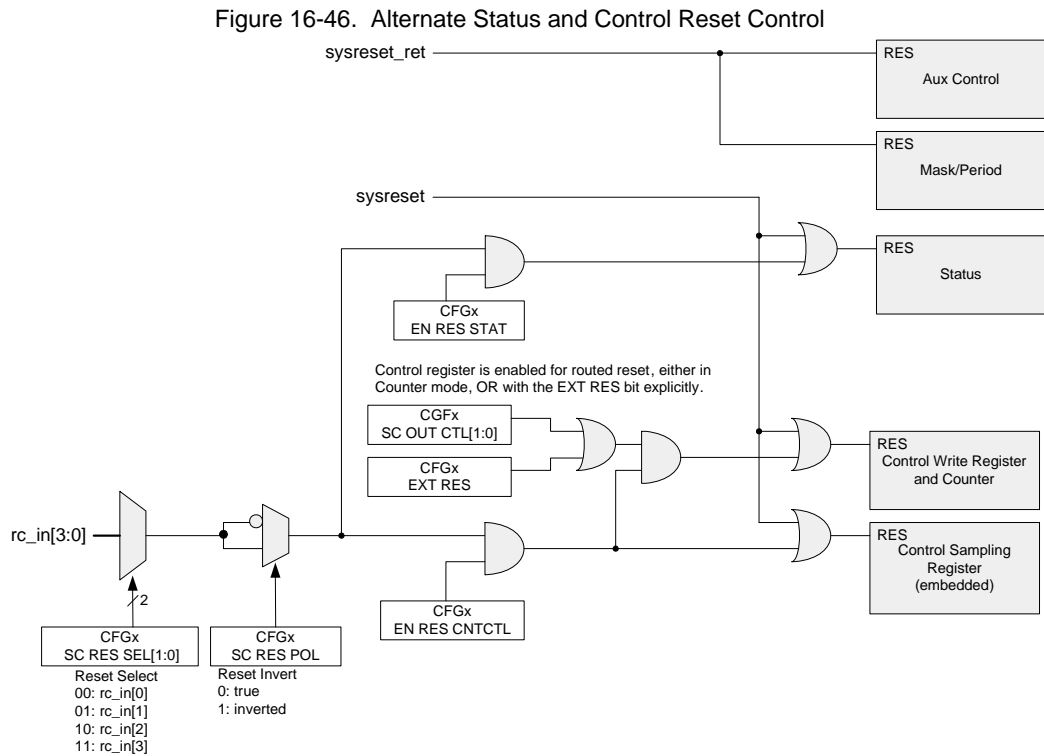 Figure 16-46. Alternate Status and Control Reset Control
sysreset_ret
RES
Aux Control
RES
Mask/Period
sysreset
RES
Status
CFGx
EN RES STAT
Control register is enabled for routed reset, either in
Counter mode, OR with the EXT RES bit explicitly.
CGFx
SC OUT CTL[1:0]
CFGx
EXT RES
RES
Control Write Register
and Counter
rc_in[3:0]
RES
Control Sampling
Register
(embedded)
2
CFGx
EN RES CNTCTL
CFGx
SC RES SEL[1:0]
CFGx
SC RES POL
Reset Select
00: rc_in[0]
01: rc_in[1]
10: rc_in[2]
11: rc_in[3]
Reset Invert
0: true
1: inverted